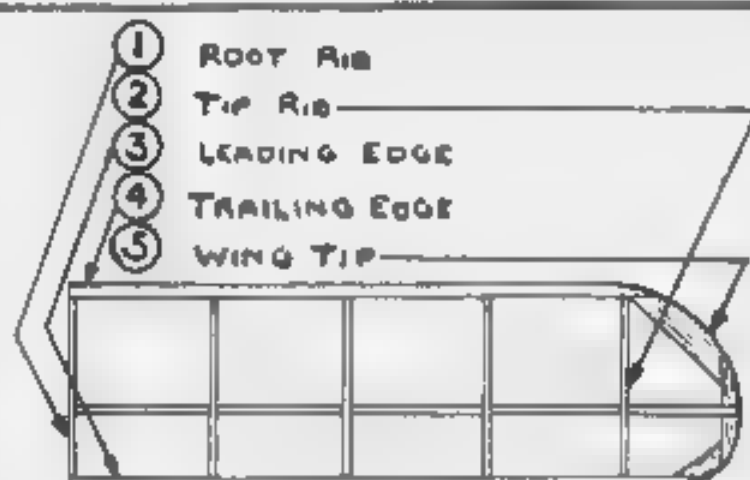 1 ROOT RIB
2 TIP RIB
3 LEADING EDGE
4 TRAILING EDGE
5 WING TIP